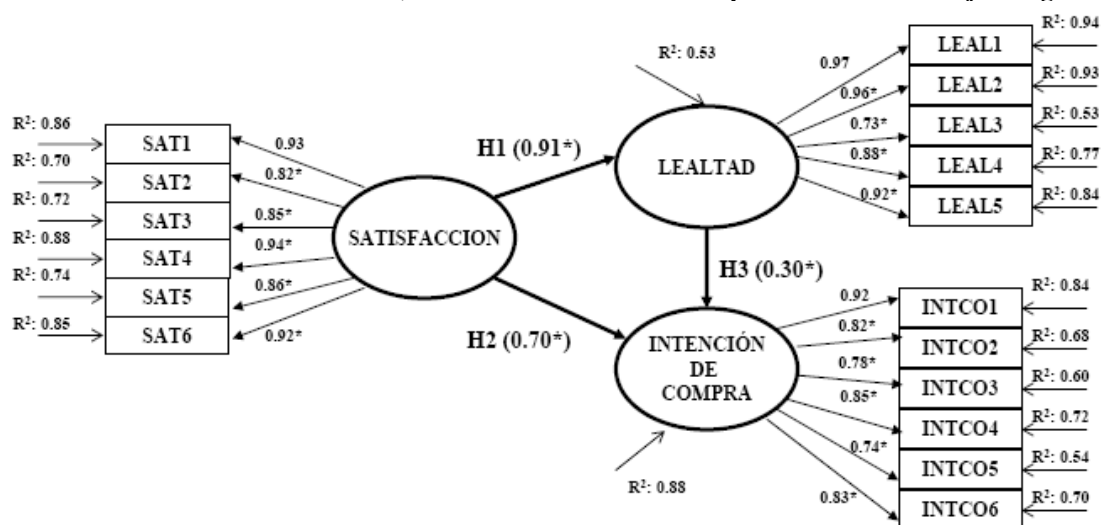 R²: 0.86
SAT1
0.93
R²: 0.70
SAT2
0.82*
R²: 0.72
SAT3
0.85*
R²: 0.88
SAT4
0.94*
R²: 0.74
SAT5
0.86*
R²: 0.85
SAT6
0.92*
SATISFACCION
H1 (0.91*)
H2 (0.70*)
R²: 0.53
LEALTAD
H3 (0.30*)
0.97
LEAL1
R²: 0.94
0.96*
LEAL2
R²: 0.93
0.73*
LEAL3
R²: 0.53
0.88*
LEAL4
R²: 0.77
0.92*
LEAL5
R²: 0.84
INTENCIÓN
DE
COMPRA
R²: 0.88
0.92
INTCO1
R²: 0.84
0.82*
INTCO2
R²: 0.68
0.78*
INTCO3
R²: 0.60
0.85*
INTCO4
R²: 0.72
0.74*
INTCO5
R²: 0.54
0.83*
INTCO6
R²: 0.70